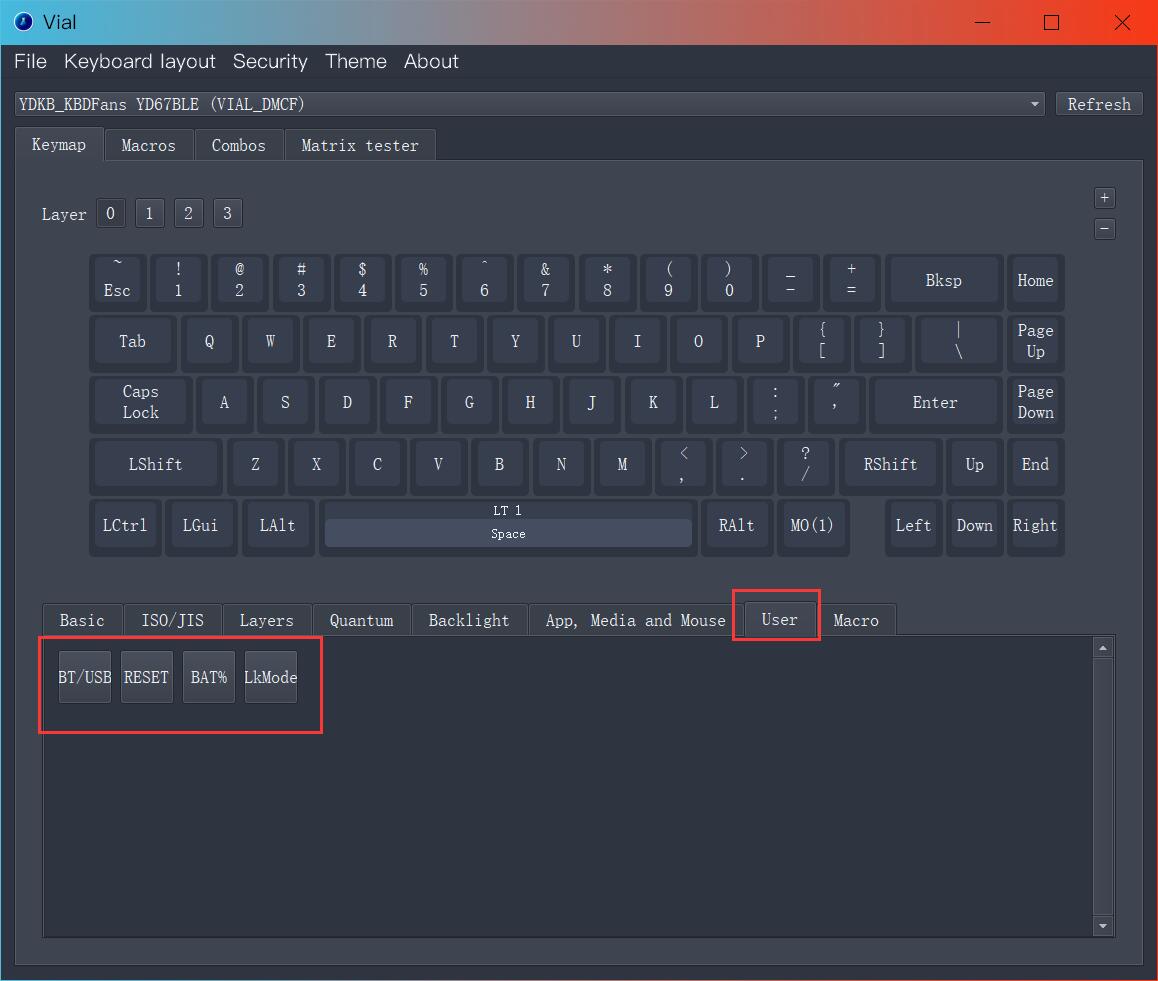 Vial
File Keyboard layout Security Theme About
YDKB_KBDFans YD67BLE (VIAL_DMCF) Refresh
Keymap Macros Combos Matrix tester
Layer 0 1 2 3
+
−
~ ! @ # $ % ^ & * ( ) _ +
Esc 1 2 3 4 5 6 7 8 9 0 - = Bksp Home
Tab Q W E R T Y U I O P { [ } ] | \ Page Up
Caps Lock A S D F G H J K L : ; " ' Enter Page Down
LShift Z X C V B N M < , > . ? / RShift Up End
LCtrl LGui LAlt LT 1 Space RAlt MO(1) Left Down Right
Basic ISO/JIS Layers Quantum Backlight App, Media and Mouse User Macro
BT/USB RESET BAT% LkMode